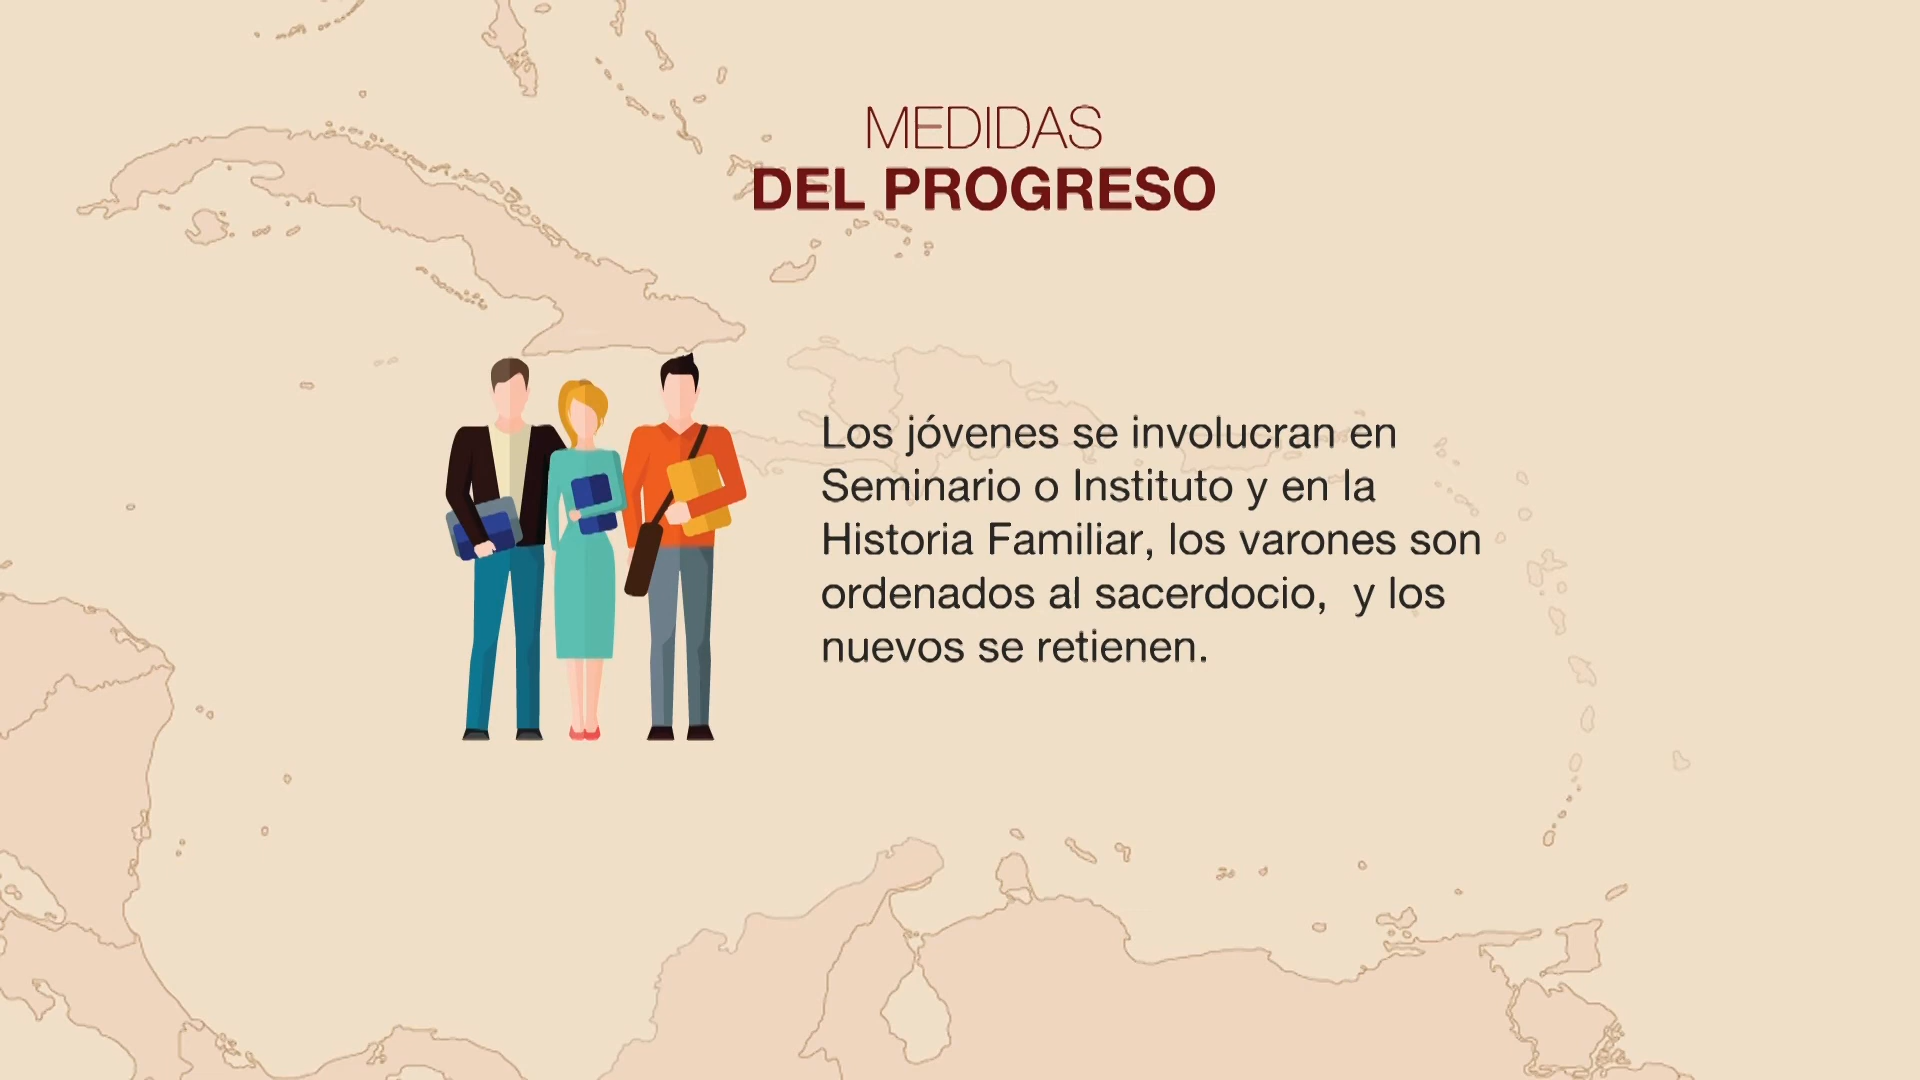 MEDIDAS
DEL PROGRESO
Los jóvenes se involucran en
Seminario o Instituto y en la
Historia Familiar, los varones son
ordenados al sacerdocio,  y los
nuevos se retienen.